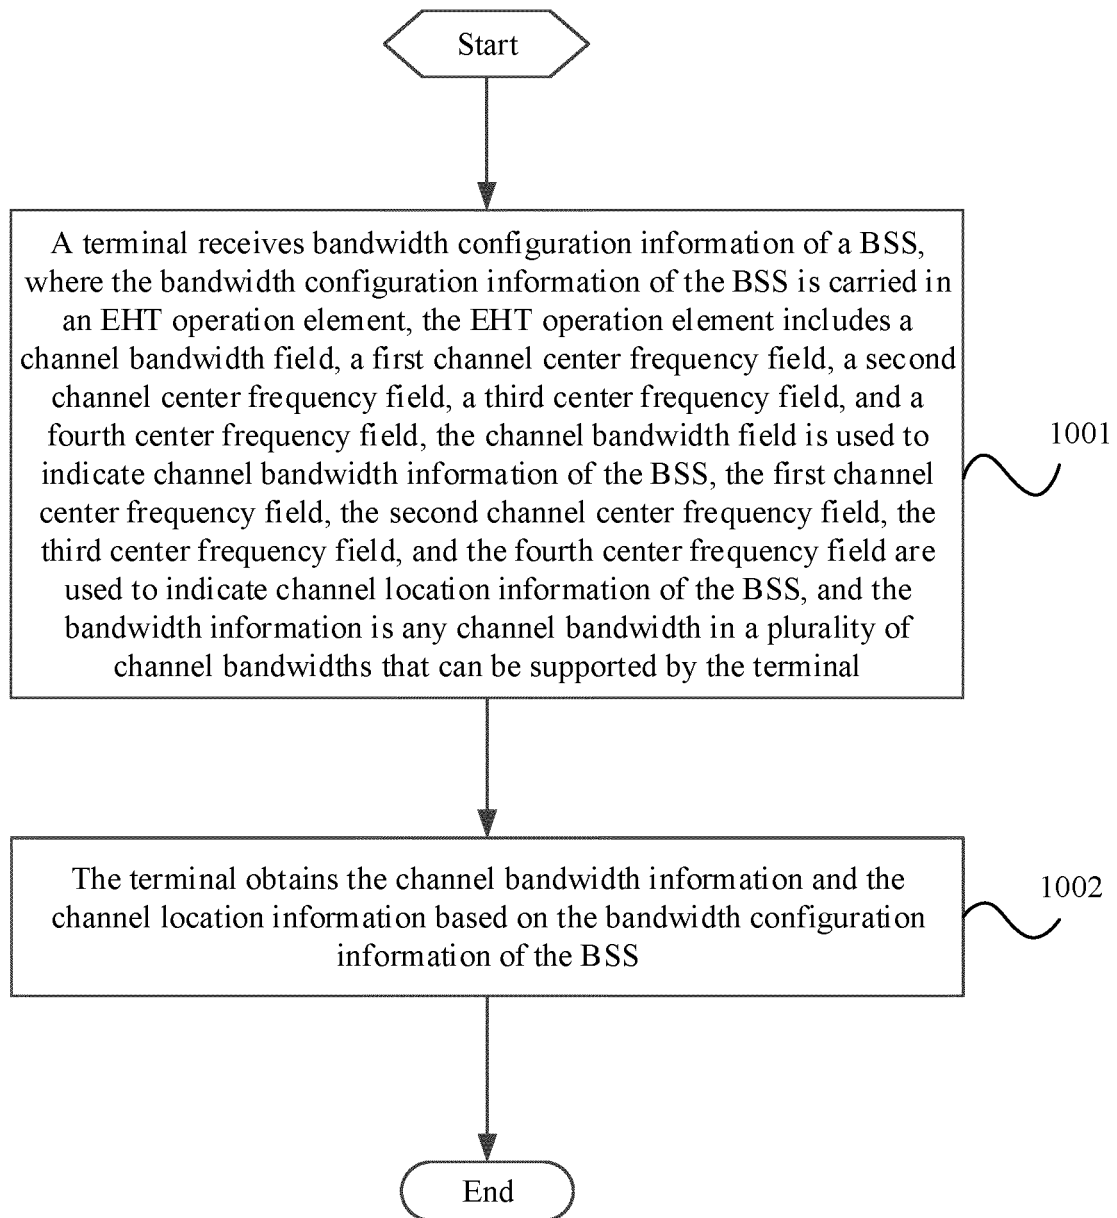 Start
A terminal receives bandwidth configuration information of a BSS,
where the bandwidth configuration information of the BSS is carried in
an EHT operation element, the EHT operation element includes a
channel bandwidth field, a first channel center frequency field, a second
channel center frequency field, a third center frequency field, and a
fourth center frequency field, the channel bandwidth field is used to
indicate channel bandwidth information of the BSS, the first channel
center frequency field, the second channel center frequency field, the
third center frequency field, and the fourth center frequency field are
used to indicate channel location information of the BSS, and the
bandwidth information is any channel bandwidth in a plurality of
channel bandwidths that can be supported by the terminal
1001
The terminal obtains the channel bandwidth information and the
channel location information based on the bandwidth configuration
information of the BSS
1002
End